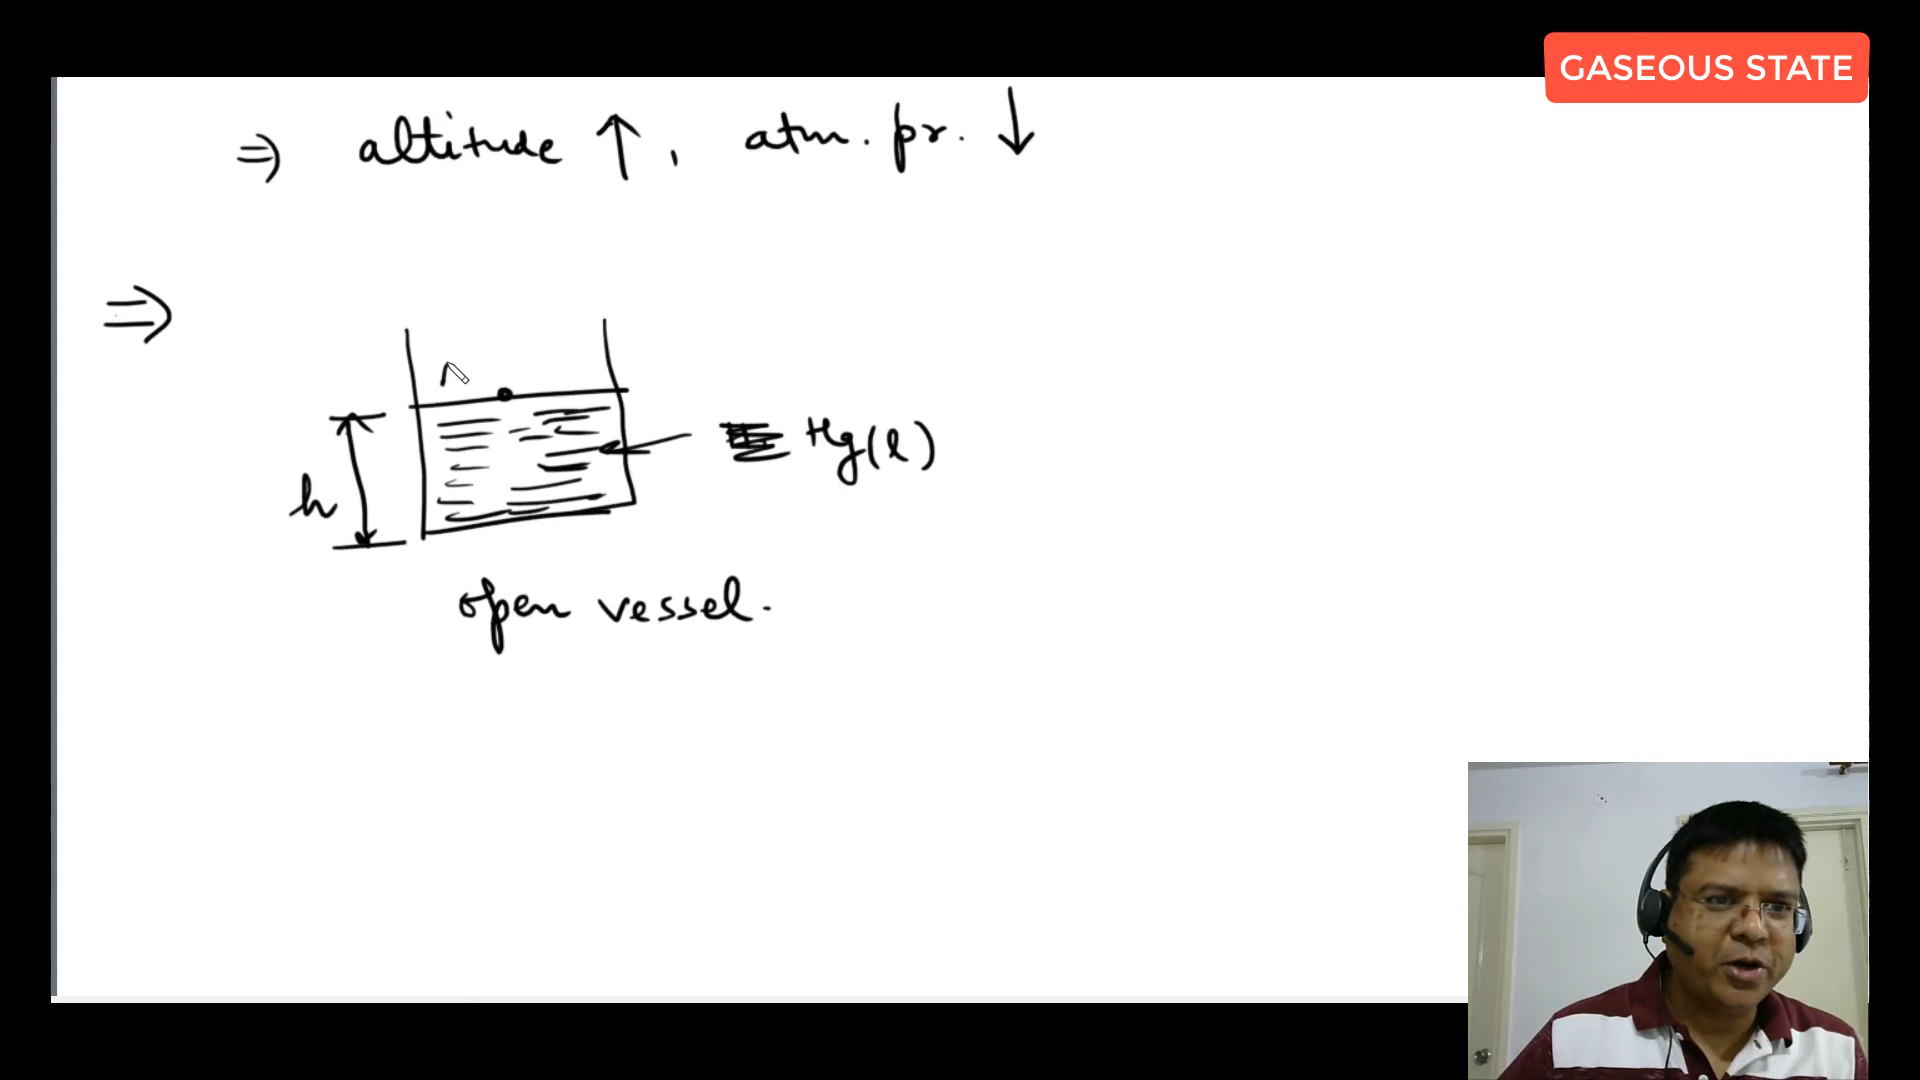 GASEOUS STATE
⇒ altitude ↑, atm. pr. ↓
⇒
h
Hg(l)
open vessel.